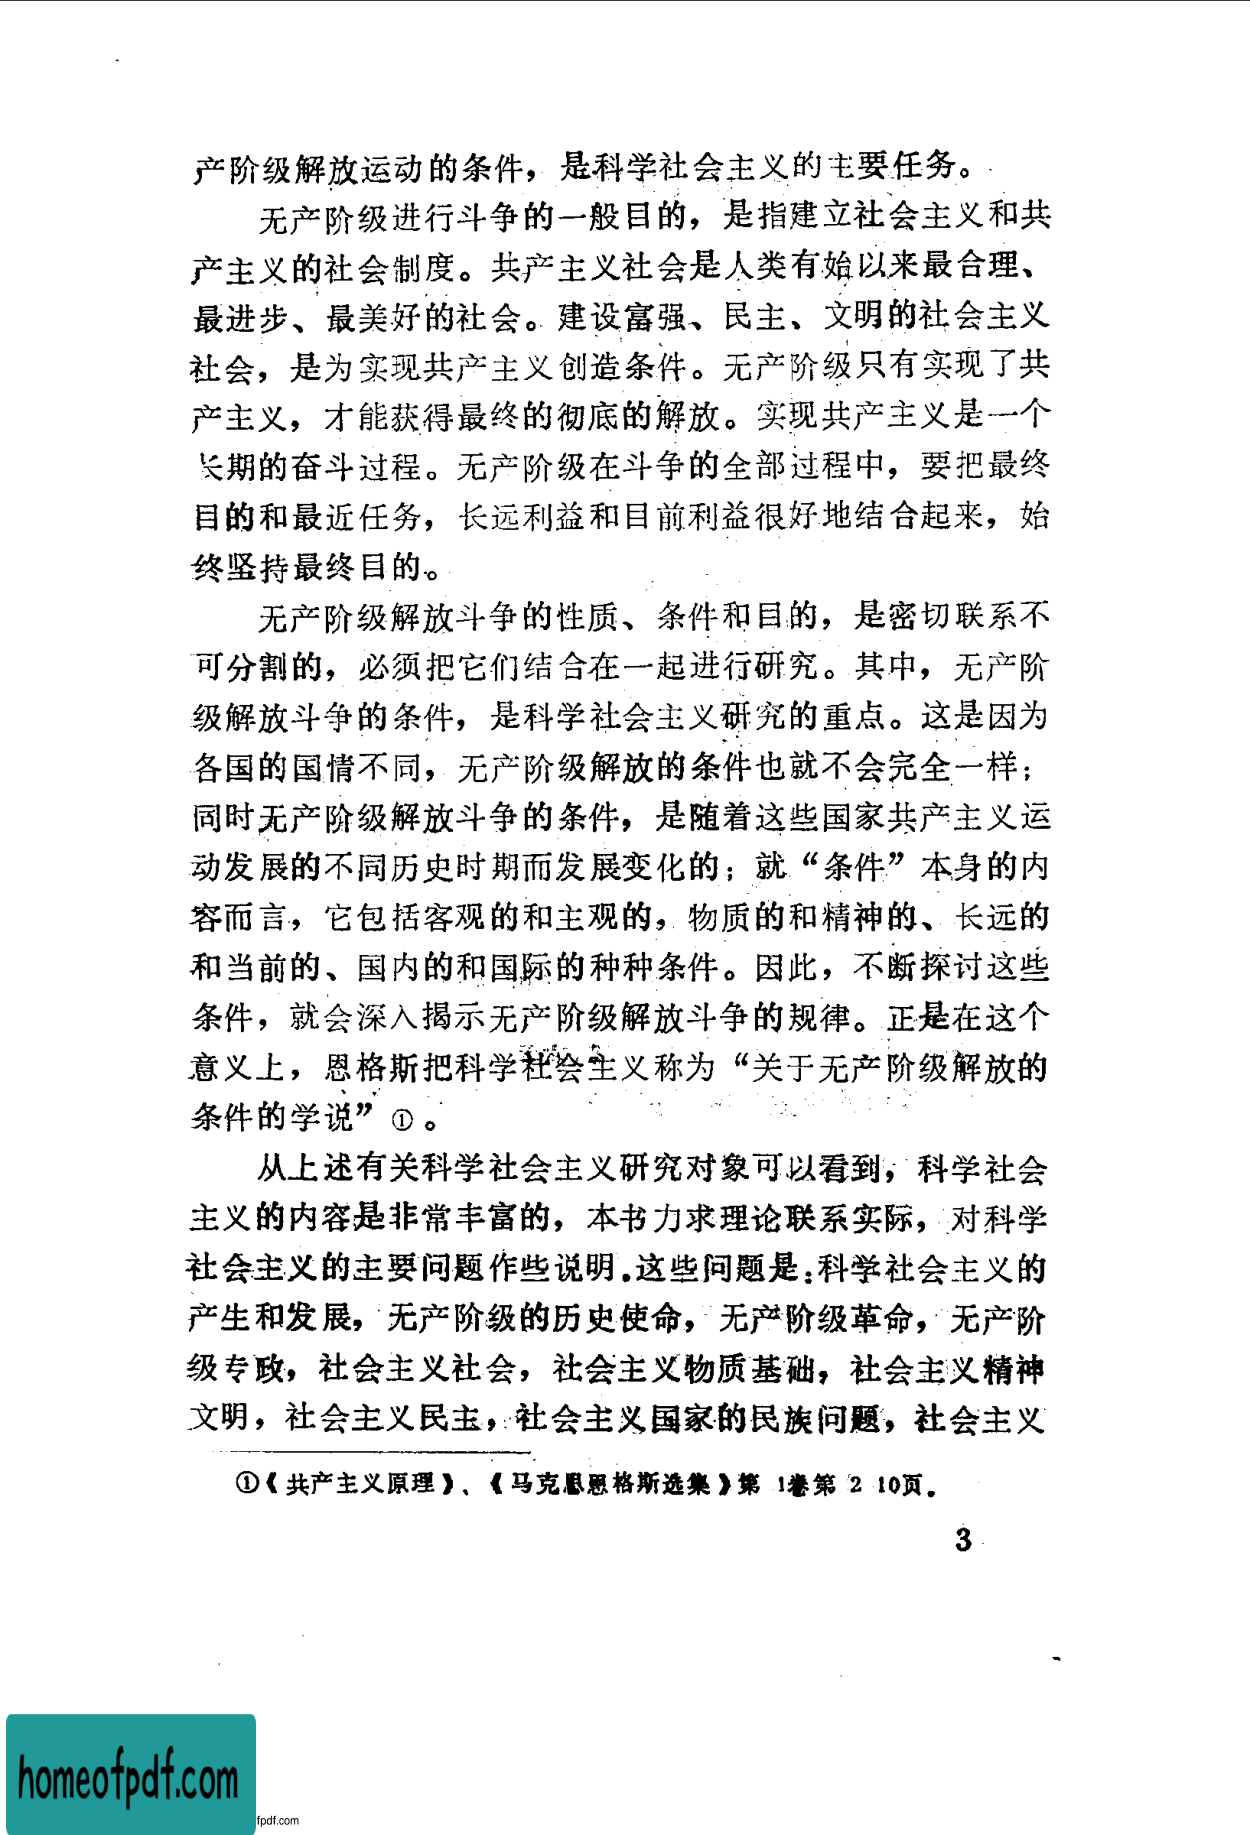 产阶级解放运动的条件，是科学社会主义的主要任务。
无产阶级进行斗争的一般目的，是指建立社会主义和共
产主义的社会制度。共产主义社会是人类有始以来最合理、
最进步、最美好的社会。建设富强、民主、文明的社会主义
社会，是为实现共产主义创造条件。无产阶级只有实现了共
产主义，才能获得最终的彻底的解放。实现共产主义是一个
长期的奋斗过程。无产阶级在斗争的全部过程中，要把最终
目的和最近任务，长远利益和目前利益很好地结合起来，始
终坚持最终目的。
无产阶级解放斗争的性质、条件和目的，是密切联系不
可分割的，必须把它们结合在一起进行研究。其中，无产阶
级解放斗争的条件，是科学社会主义研究的重点。这是因为
各国的国情不同，无产阶级解放的条件也就不会完全一样；
同时无产阶级解放斗争的条件，是随着这些国家共产主义运
动发展的不同历史时期而发展变化的；就“条件”本身的内
容而言，它包括客观的和主观的，物质的和精神的、长远的
和当前的、国内的和国际的种种条件。因此，不断探讨这些
条件，就会深入揭示无产阶级解放斗争的规律。正是在这个
意义上，恩格斯把科学社会主义称为“关于无产阶级解放的
条件的学说”①。
从上述有关科学社会主义研究对象可以看到，科学社会
主义的内容是非常丰富的，本书力求理论联系实际，对科学
社会主义的主要问题作些说明.这些问题是:科学社会主义的
产生和发展，无产阶级的历史使命，无产阶级革命，无产阶
级专政，社会主义社会，社会主义物质基础，社会主义精神
文明，社会主义民主，社会主义国家的民族问题，社会主义
①《共产主义原理》、《马克思恩格斯选集》第 1卷第 2 10页.
3
homeofpdf.com
fpdf.com